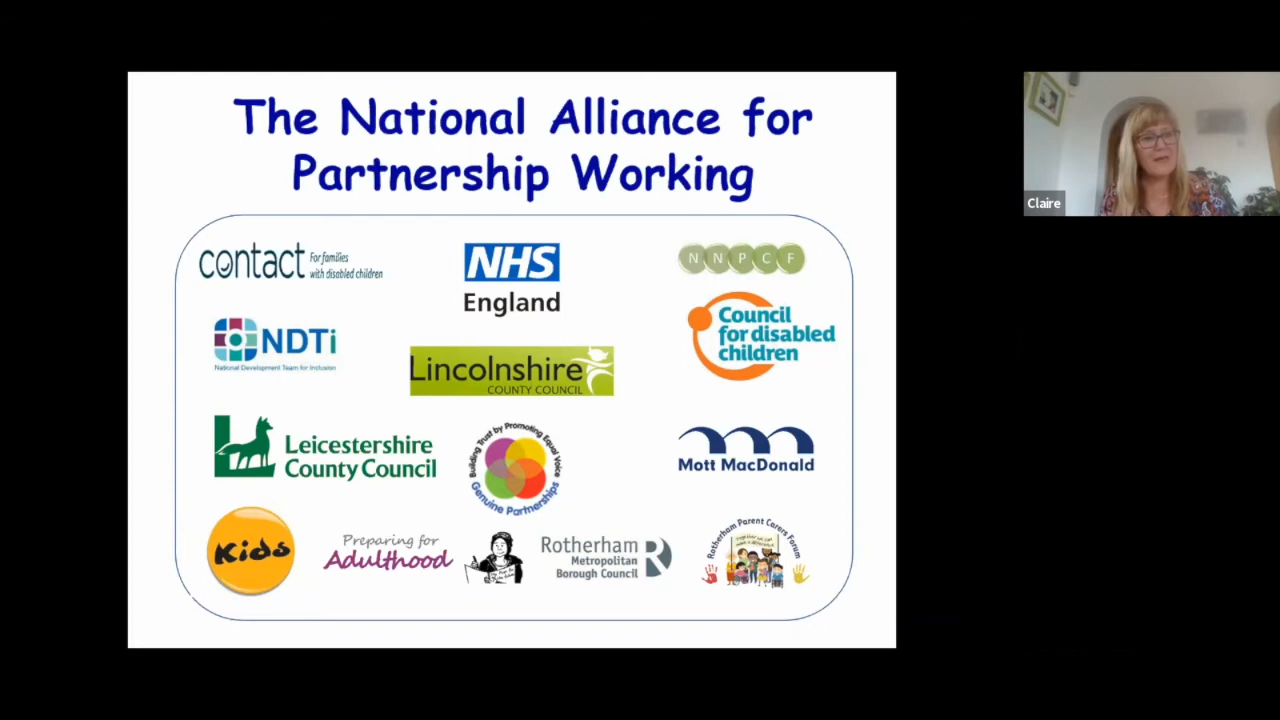 The National Alliance for
Partnership Working
contact
For families
with disabled children
NHS
England
NNPCF
NDTi
National Development Team for Inclusion
Council
for disabled
children
Lincolnshire
COUNTY COUNCIL
Leicestershire
County Council
Building Trust by Promoting Equal Voice
Genuine Partnerships
Mott MacDonald
Kids
Preparing for
Adulthood
Rotherham
Metropolitan
Borough Council
Rotherham Parent Carers Forum
Claire